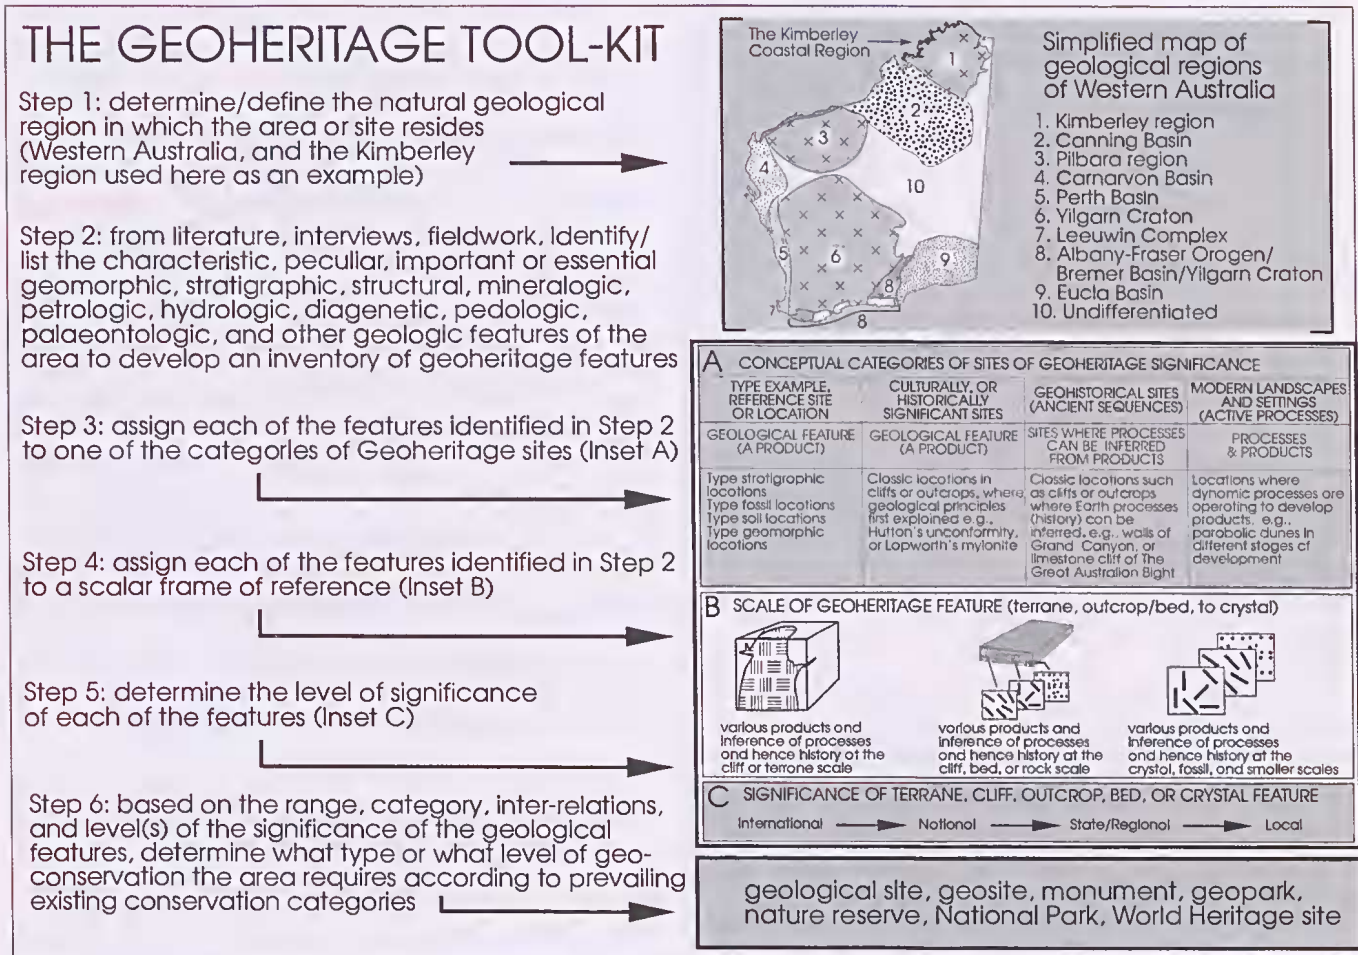 THE GEOHERITAGE TOOL-KIT
Step 1: determine/define the natural geological
region in which the area or site resides
(Western Australia, and the Kimberley
region used here as an example)
Step 2: from literature, interviews, fieldwork, identify/
list the characteristic, peculiar, important or essential
geomorphic, stratigraphic, structural, mineralogic,
petrologic, hydrologic, diagenetic, pedologic,
palaeontologic, and other geologic features of the
area to develop an inventory of geoheritage features
Step 3: assign each of the features identified in Step 2
to one of the categories of Geoheritage sites (Inset A)
Step 4: assign each of the features identified in Step 2
to a scalar frame of reference (Inset B)
Step 5: determine the level of significance
of each of the features (Inset C)
Step 6: based on the range, category, inter-relations,
and level(s) of the significance of the geological
features, determine what type or what level of geo-
conservation the area requires according to prevailing
existing conservation categories
The Kimberley
Coastal Region
1
2
3
4
10
5
6
9
8
7
8
Simplified map of
geological regions
of Western Australia
1. Kimberley region
2. Canning Basin
3. Pilbara region
4. Carnarvon Basin
5. Perth Basin
6. Yilgarn Craton
7. Leeuwin Complex
8. Albany-Fraser Orogen/
Bremer Basin/Yilgarn Craton
9. Eucla Basin
10. Undifferentiated
A CONCEPTUAL CATEGORIES OF SITES OF GEOHERITAGE SIGNIFICANCE
TYPE EXAMPLE,
REFERENCE SITE
OR LOCATION
GEOLOGICAL FEATURE
(A PRODUCT)
Type stratigraphic
locations
Type fossil locations
Type soil locations
Type geomorphic
locations
CULTURALLY, OR
HISTORICALLY
SIGNIFICANT SITES
GEOLOGICAL FEATURE
(A PRODUCT)
Classic locations in
cliffs or outcrops, where
geological principles
first explained e.g.,
Hutton's unconformity,
or Lapworth's mylonite
GEOHISTORICAL SITES
(ANCIENT SEQUENCES)
SITES WHERE PROCESSES
CAN BE INFERRED
FROM PRODUCTS
Classic locations such
as cliffs or outcrops
where Earth processes
(history) can be
inferred, e.g., walls of
Grand Canyon, or
limestone cliff of The
Great Australian Bight
MODERN LANDSCAPES
AND SETTINGS
(ACTIVE PROCESSES)
PROCESSES
& PRODUCTS
Locations where
dynamic processes are
operating to develop
products, e.g.,
parabolic dunes in
different stages of
development
B SCALE OF GEOHERITAGE FEATURE (terrane, outcrop/bed, to crystal)
various products and
inference of processes
and hence history at the
cliff or terrane scale
various products and
inference of processes
and hence history at the
cliff, bed, or rock scale
various products and
inference of processes
and hence history at the
crystal, fossil, and smaller scales
C SIGNIFICANCE OF TERRANE, CLIFF, OUTCROP, BED, OR CRYSTAL FEATURE
International National State/Regional Local
geological site, geosite, monument, geopark,
nature reserve, National Park, World Heritage site